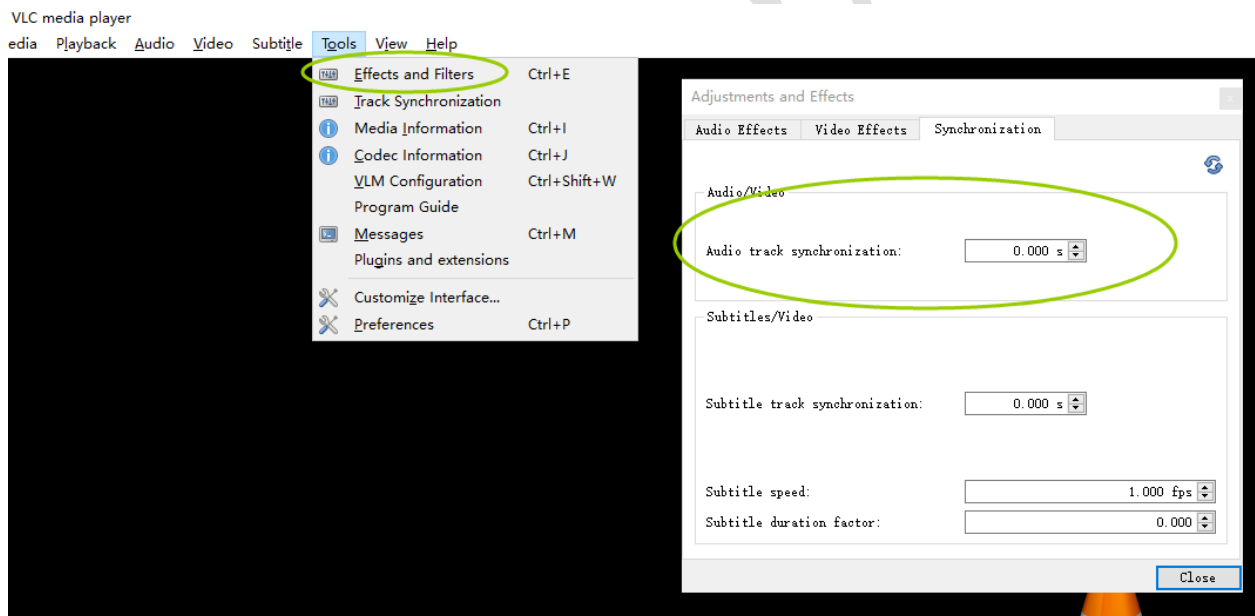 VLC media player
edia Playback Audio Video Subtitle Tools View Help
Effects and Filters Ctrl+E
Track Synchronization
Media Information Ctrl+I
Codec Information Ctrl+J
VLM Configuration Ctrl+Shift+W
Program Guide
Messages Ctrl+M
Plugins and extensions
Customize Interface...
Preferences Ctrl+P
Adjustments and Effects
Audio Effects Video Effects Synchronization
Audio/Video
Audio track synchronization: 0.000 s
Subtitles/Video
Subtitle track synchronization: 0.000 s
Subtitle speed: 1.000 fps
Subtitle duration factor: 0.000
Close